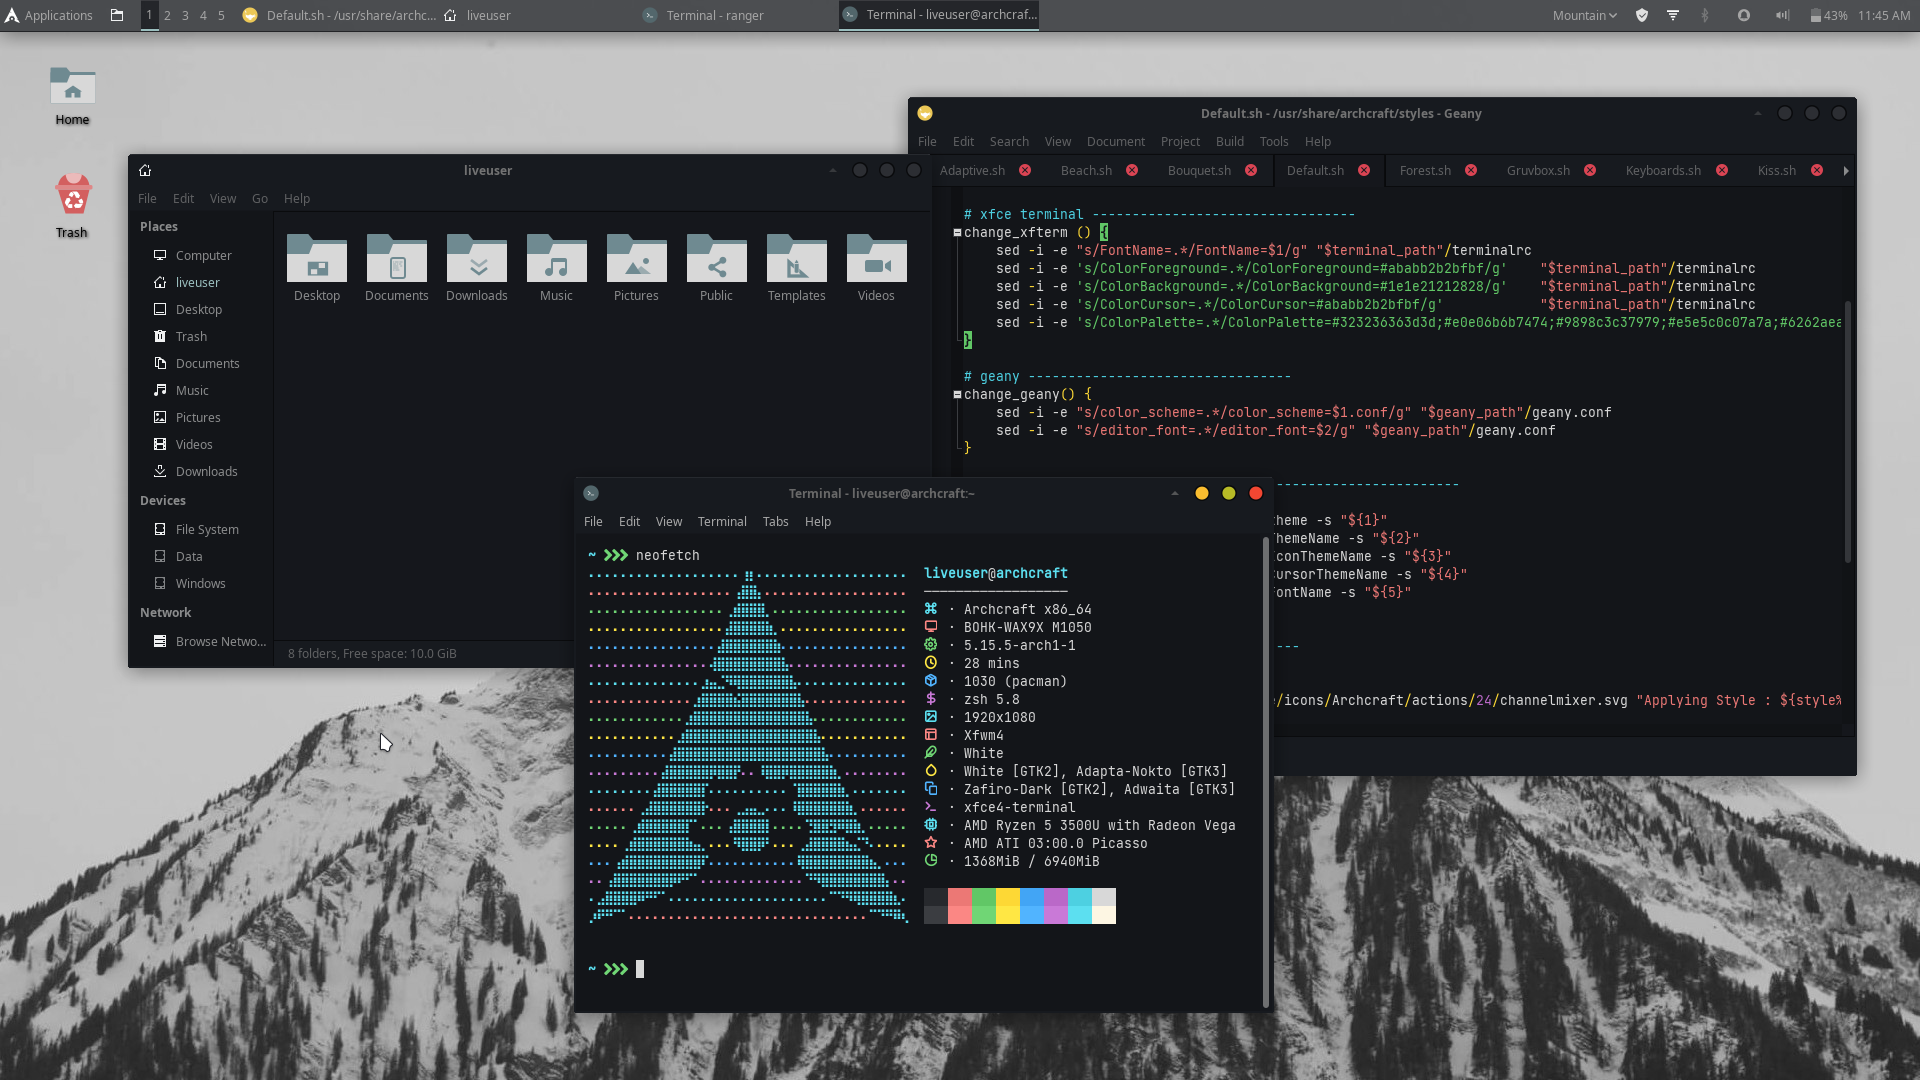 Applications
1 2 3 4 5
Default.sh - /usr/share/archc...
liveuser
Terminal - ranger
Terminal - liveuser@archcraf...
Mountain
43%
11:45 AM
Home
Trash
Default.sh - /usr/share/archcraft/styles - Geany
File Edit Search View Document Project Build Tools Help
Adaptive.sh Beach.sh Bouquet.sh Default.sh Forest.sh Gruvbox.sh Keyboards.sh Kiss.sh
# xfce terminal ---------------------------------
change_xfterm () {
sed -i -e "s/FontName=.*/FontName=$1/g" "$terminal_path"/terminalrc
sed -i -e 's/ColorForeground=.*/ColorForeground=#ababb2b2bfbf/g' "$terminal_path"/terminalrc
sed -i -e 's/ColorBackground=.*/ColorBackground=#1e1e21212828/g' "$terminal_path"/terminalrc
sed -i -e 's/ColorCursor=.*/ColorCursor=#ababb2b2bfbf/g' "$terminal_path"/terminalrc
sed -i -e 's/ColorPalette=.*/ColorPalette=#323236363d3d;#e0e06b6b7474;#9898c3c37979;#e5e5c0c07a7a;#6262aea
}
# geany ---------------------------------
change_geany() {
sed -i -e "s/color_scheme=.*/color_scheme=$1.conf/g" "$geany_path"/geany.conf
sed -i -e "s/editor_font=.*/editor_font=$2/g" "$geany_path"/geany.conf
}
-----------------------
heme -s "${1}"
hemeName -s "${2}"
conThemeName -s "${3}"
ursorThemeName -s "${4}"
ontName -s "${5}"
---
/icons/Archcraft/actions/24/channelmixer.svg "Applying Style : ${style%
liveuser
File Edit View Go Help
Places
Computer
liveuser
Desktop
Trash
Documents
Music
Pictures
Videos
Downloads
Devices
File System
Data
Windows
Network
Browse Netwo...
Desktop Documents Downloads Music Pictures Public Templates Videos
8 folders, Free space: 10.0 GiB
Terminal - liveuser@archcraft:~
File Edit View Terminal Tabs Help
~ ❯❯❯ neofetch
liveuser@archcraft
──────────────────
· Archcraft x86_64
· BOHK-WAX9X M1050
· 5.15.5-arch1-1
· 28 mins
· 1030 (pacman)
$ · zsh 5.8
· 1920x1080
· Xfwm4
· White
· White [GTK2], Adapta-Nokto [GTK3]
· Zafiro-Dark [GTK2], Adwaita [GTK3]
· xfce4-terminal
· AMD Ryzen 5 3500U with Radeon Vega
· AMD ATI 03:00.0 Picasso
· 1368MiB / 6940MiB
~ ❯❯❯